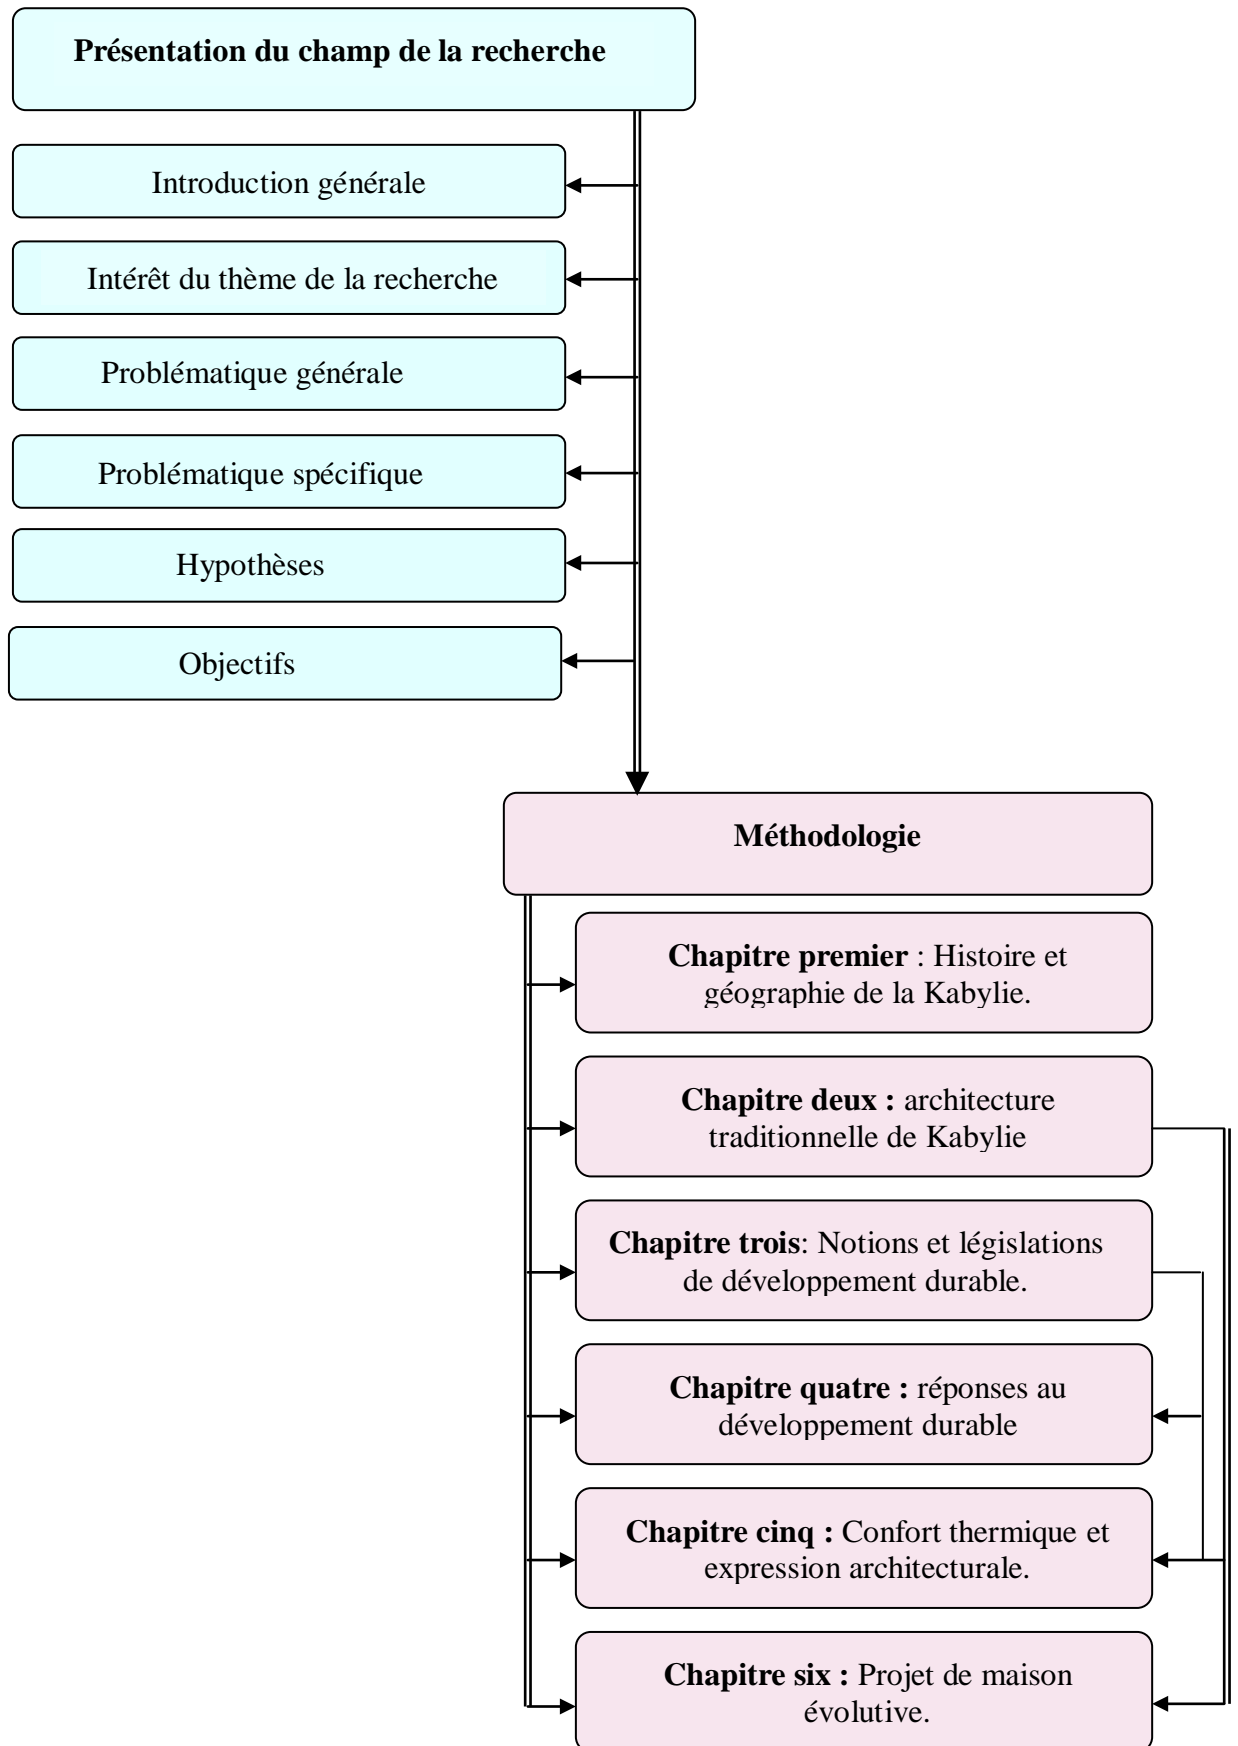 Présentation du champ de la recherche
Introduction générale
Intérêt du thème de la recherche
Problématique générale
Problématique spécifique
Hypothèses
Objectifs
Méthodologie
Chapitre premier : Histoire et
géographie de la Kabylie.
Chapitre deux : architecture
traditionnelle de Kabylie
Chapitre trois: Notions et législations
de développement durable.
Chapitre quatre : réponses au
développement durable
Chapitre cinq : Confort thermique et
expression architecturale.
Chapitre six : Projet de maison
évolutive.